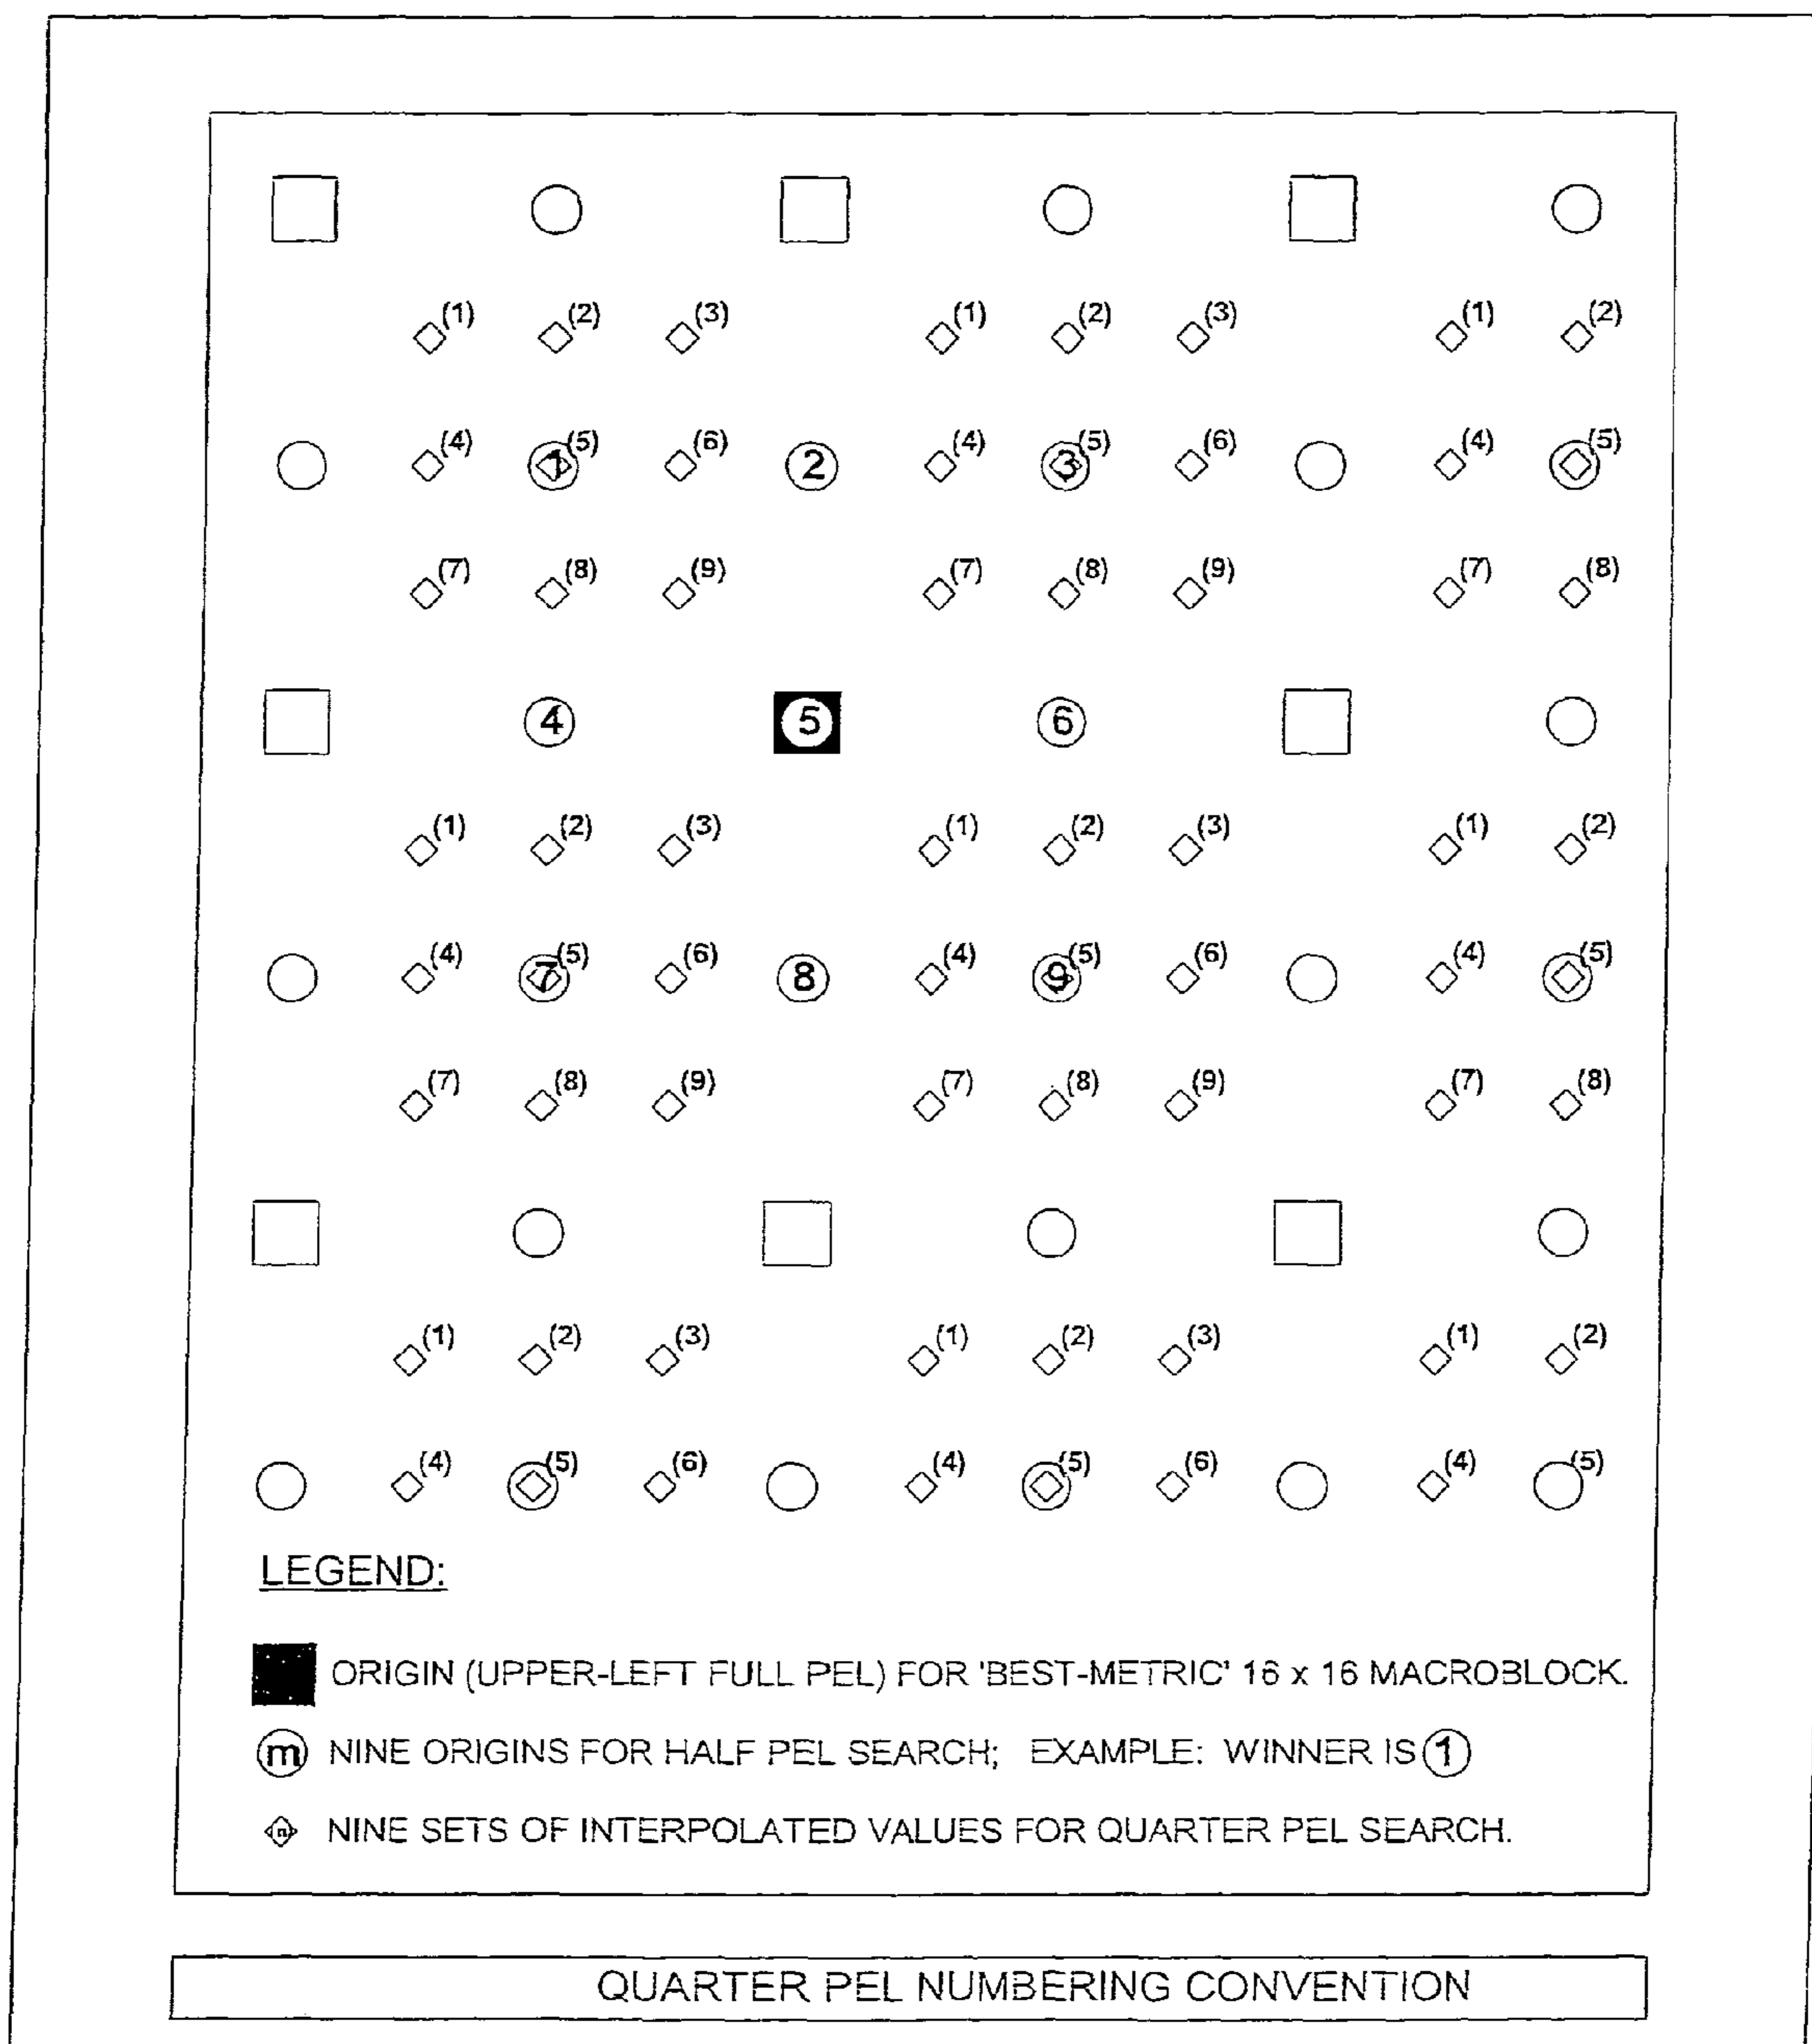 (1) (2) (3) (1) (2) (3) (1) (2)
(4) 1 (5) (6) 2 (4) 3 (5) (6) (4) (5)
(7) (8) (9) (7) (8) (9) (7) (8)
4 5 6
(1) (2) (3) (1) (2) (3) (1) (2)
(4) 7 (5) (6) 8 (4) 9 (5) (6) (4) (5)
(7) (8) (9) (7) (8) (9) (7) (8)
(1) (2) (3) (1) (2) (3) (1) (2)
(4) (5) (6) (4) (5) (6) (4) (5)
LEGEND:
ORIGIN (UPPER-LEFT FULL PEL) FOR 'BEST-METRIC' 16 x 16 MACROBLOCK.
m NINE ORIGINS FOR HALF PEL SEARCH; EXAMPLE: WINNER IS 1
n NINE SETS OF INTERPOLATED VALUES FOR QUARTER PEL SEARCH.
QUARTER PEL NUMBERING CONVENTION